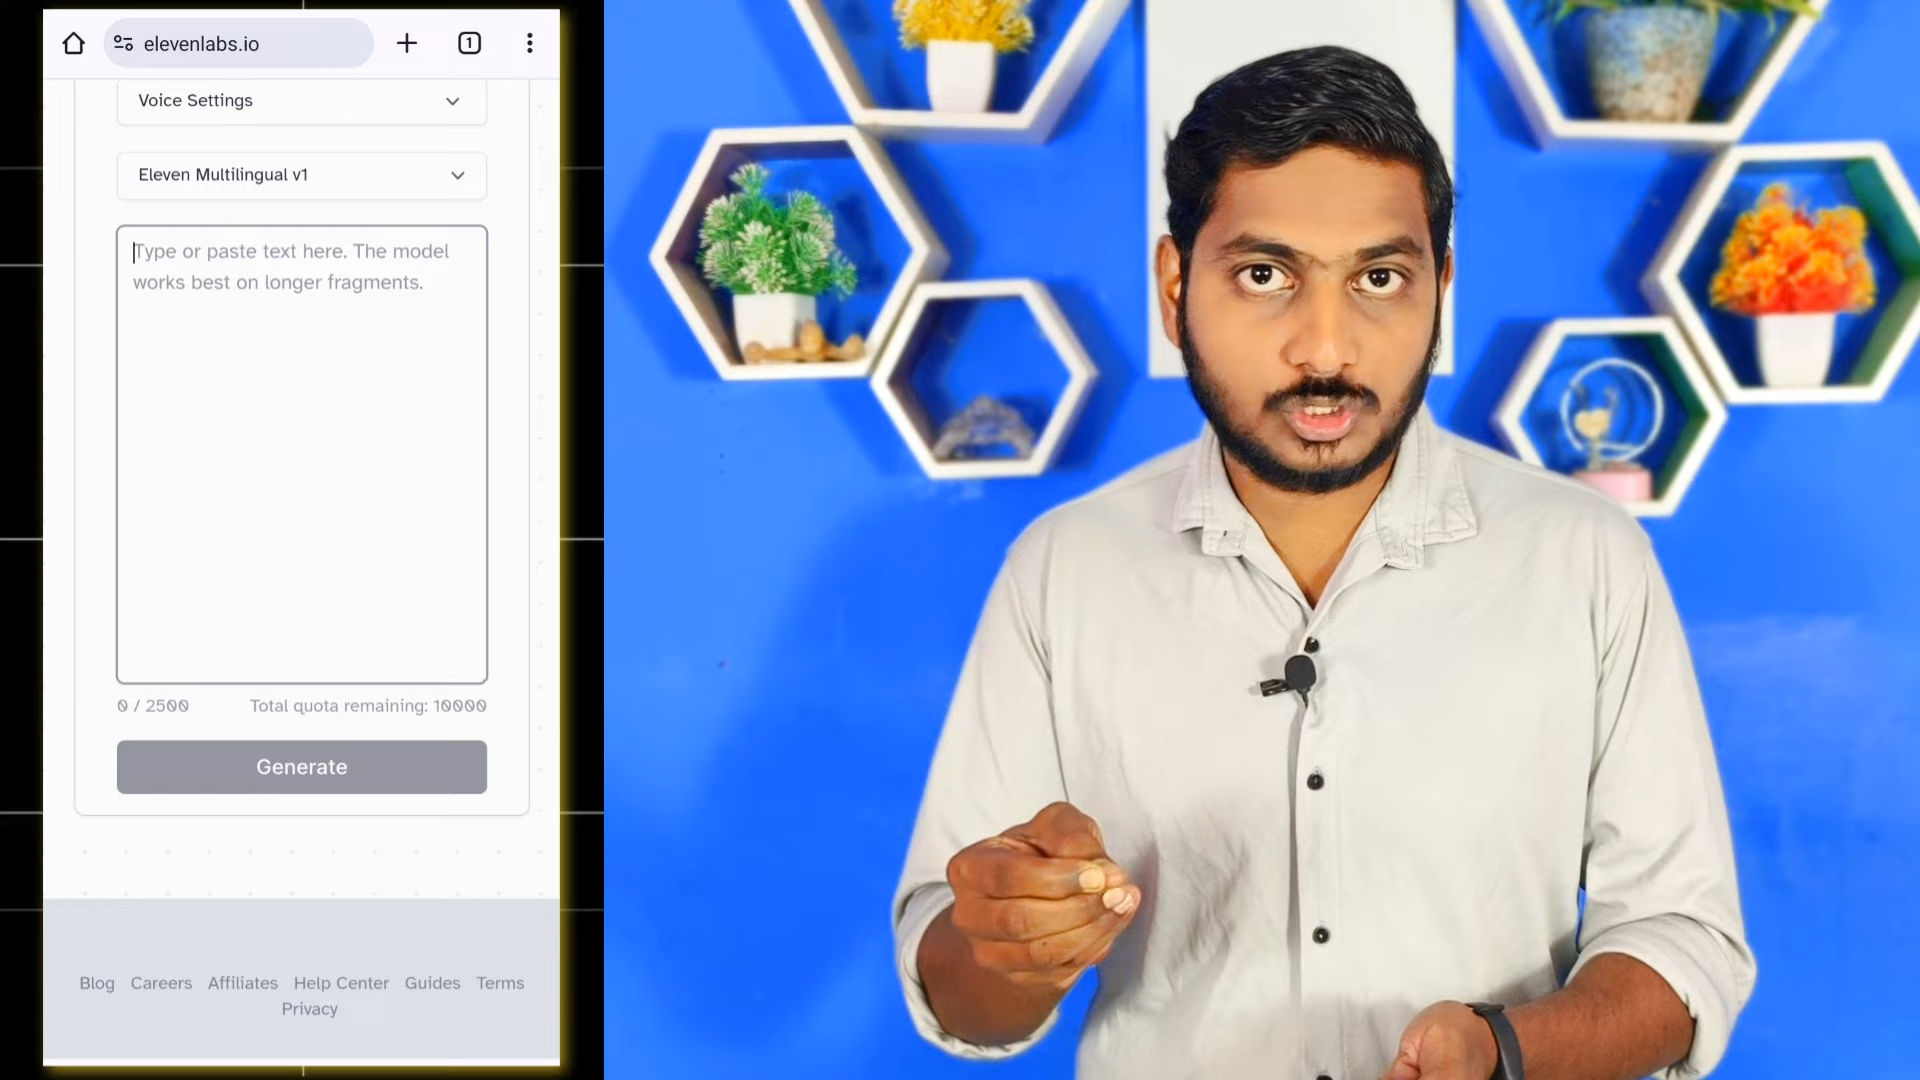 elevenlabs.io
1
Voice Settings
Eleven Multilingual v1
Type or paste text here. The model
works best on longer fragments.
0 / 2500 Total quota remaining: 10000
Generate
Blog Careers Affiliates Help Center Guides Terms
Privacy